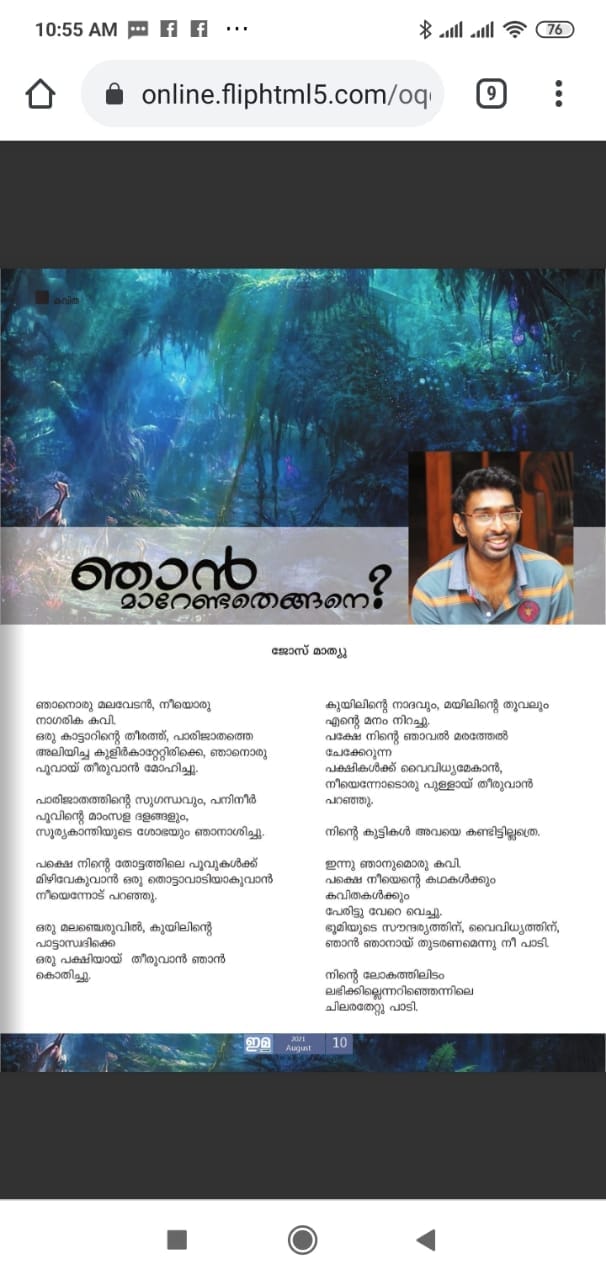 10:55 AM
76
online.fliphtml5.com/oq
9
കവിത
ഞാൻ
മാറേണ്ടതെങ്ങനെ?
ജോസ് മാത്യു
ഞാനൊരു മലവേടൻ, നീയൊരു
നാഗരിക കവി.
ഒരു കാട്ടാറിന്റെ തീരത്ത്, പാരിജാതത്തെ
അലിയിച്ച കുളിർകാറ്റേറ്റിരിക്കെ, ഞാനൊരു
പൂവായ് തീരുവാൻ മോഹിച്ചു.
പാരിജാതത്തിന്റെ സുഗന്ധവും, പനിനീർ
പൂവിന്റെ മാംസള ദളങ്ങളും,
സൂര്യകാന്തിയുടെ ശോഭയും ഞാനാശിച്ചു.
പക്ഷെ നിന്റെ തോട്ടത്തിലെ പൂവുകൾക്ക്
മിഴിവേകുവാൻ ഒരു തൊട്ടാവാടിയാകുവാൻ
നീയെന്നോട് പറഞ്ഞു.
ഒരു മലഞ്ചെരുവിൽ, കുയിലിന്റെ
പാട്ടാസ്വദിക്കെ
ഒരു പക്ഷിയായ് തീരുവാൻ ഞാൻ
കൊതിച്ചു.
കുയിലിന്റെ നാദവും, മയിലിന്റെ തൂവലും
എന്റെ മനം നിറച്ചു.
പക്ഷേ നിന്റെ ഞാവൽ മരത്തേൽ
ചേക്കേറുന്ന
പക്ഷികൾക്ക് വൈവിധ്യമേകാൻ,
നീയെന്നോടൊരു പുള്ളായ് തീരുവാൻ
പറഞ്ഞു.
നിന്റെ കുട്ടികൾ അവയെ കണ്ടിട്ടില്ലത്രെ.
ഇന്നു ഞാനുമൊരു കവി.
പക്ഷെ നീയെന്റെ കഥകൾക്കും
കവിതകൾക്കും
പേരിട്ടു വേറെ വെച്ചു.
ഭൂമിയുടെ സൗന്ദര്യത്തിന്, വൈവിധ്യത്തിന്,
ഞാൻ ഞാനായ് തുടരണമെന്നു നീ പാടി.
നിന്റെ ലോകത്തിലിടം
ലഭിക്കില്ലെന്നറിഞ്ഞെന്നിലെ
ചിലരതേറ്റു പാടി.
ഇള 2021 August 10